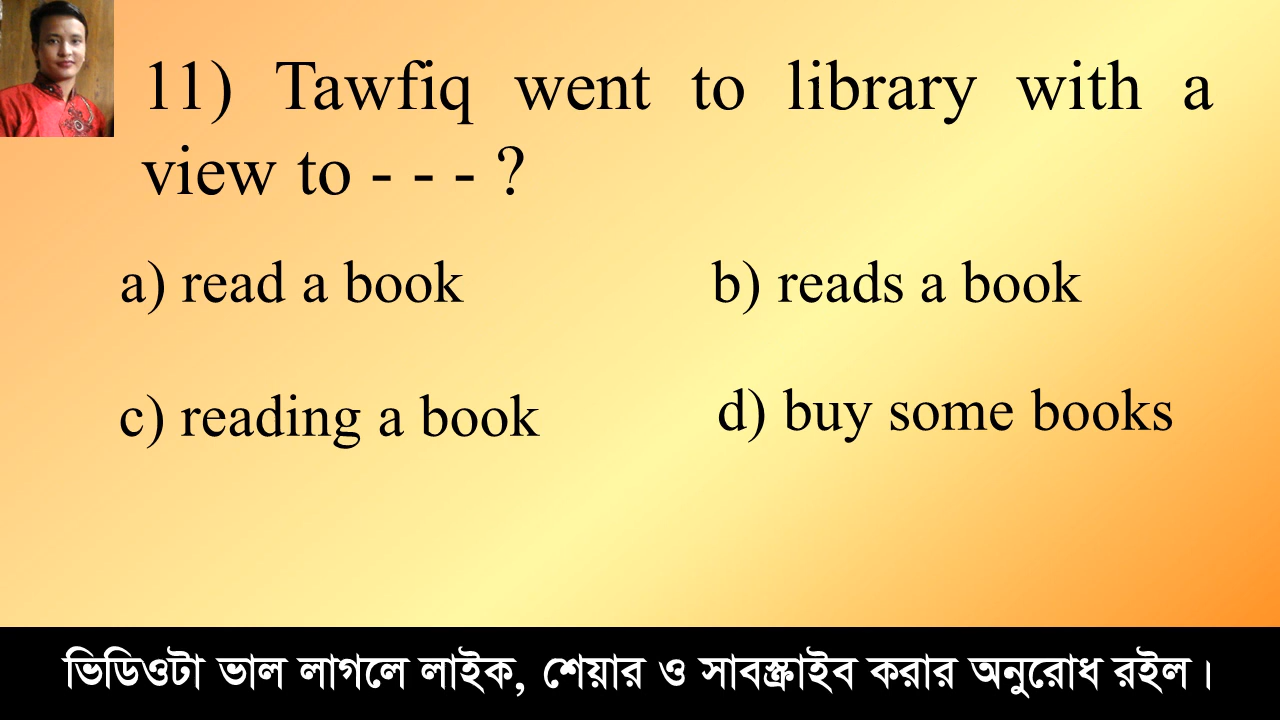 11) Tawfiq went to library with a
view to - - - ?
a) read a book
b) reads a book
c) reading a book
d) buy some books
ভিডিওটা ভাল লাগলে লাইক, শেয়ার ও সাবস্ক্রাইব করার অনুরোধ রইল।